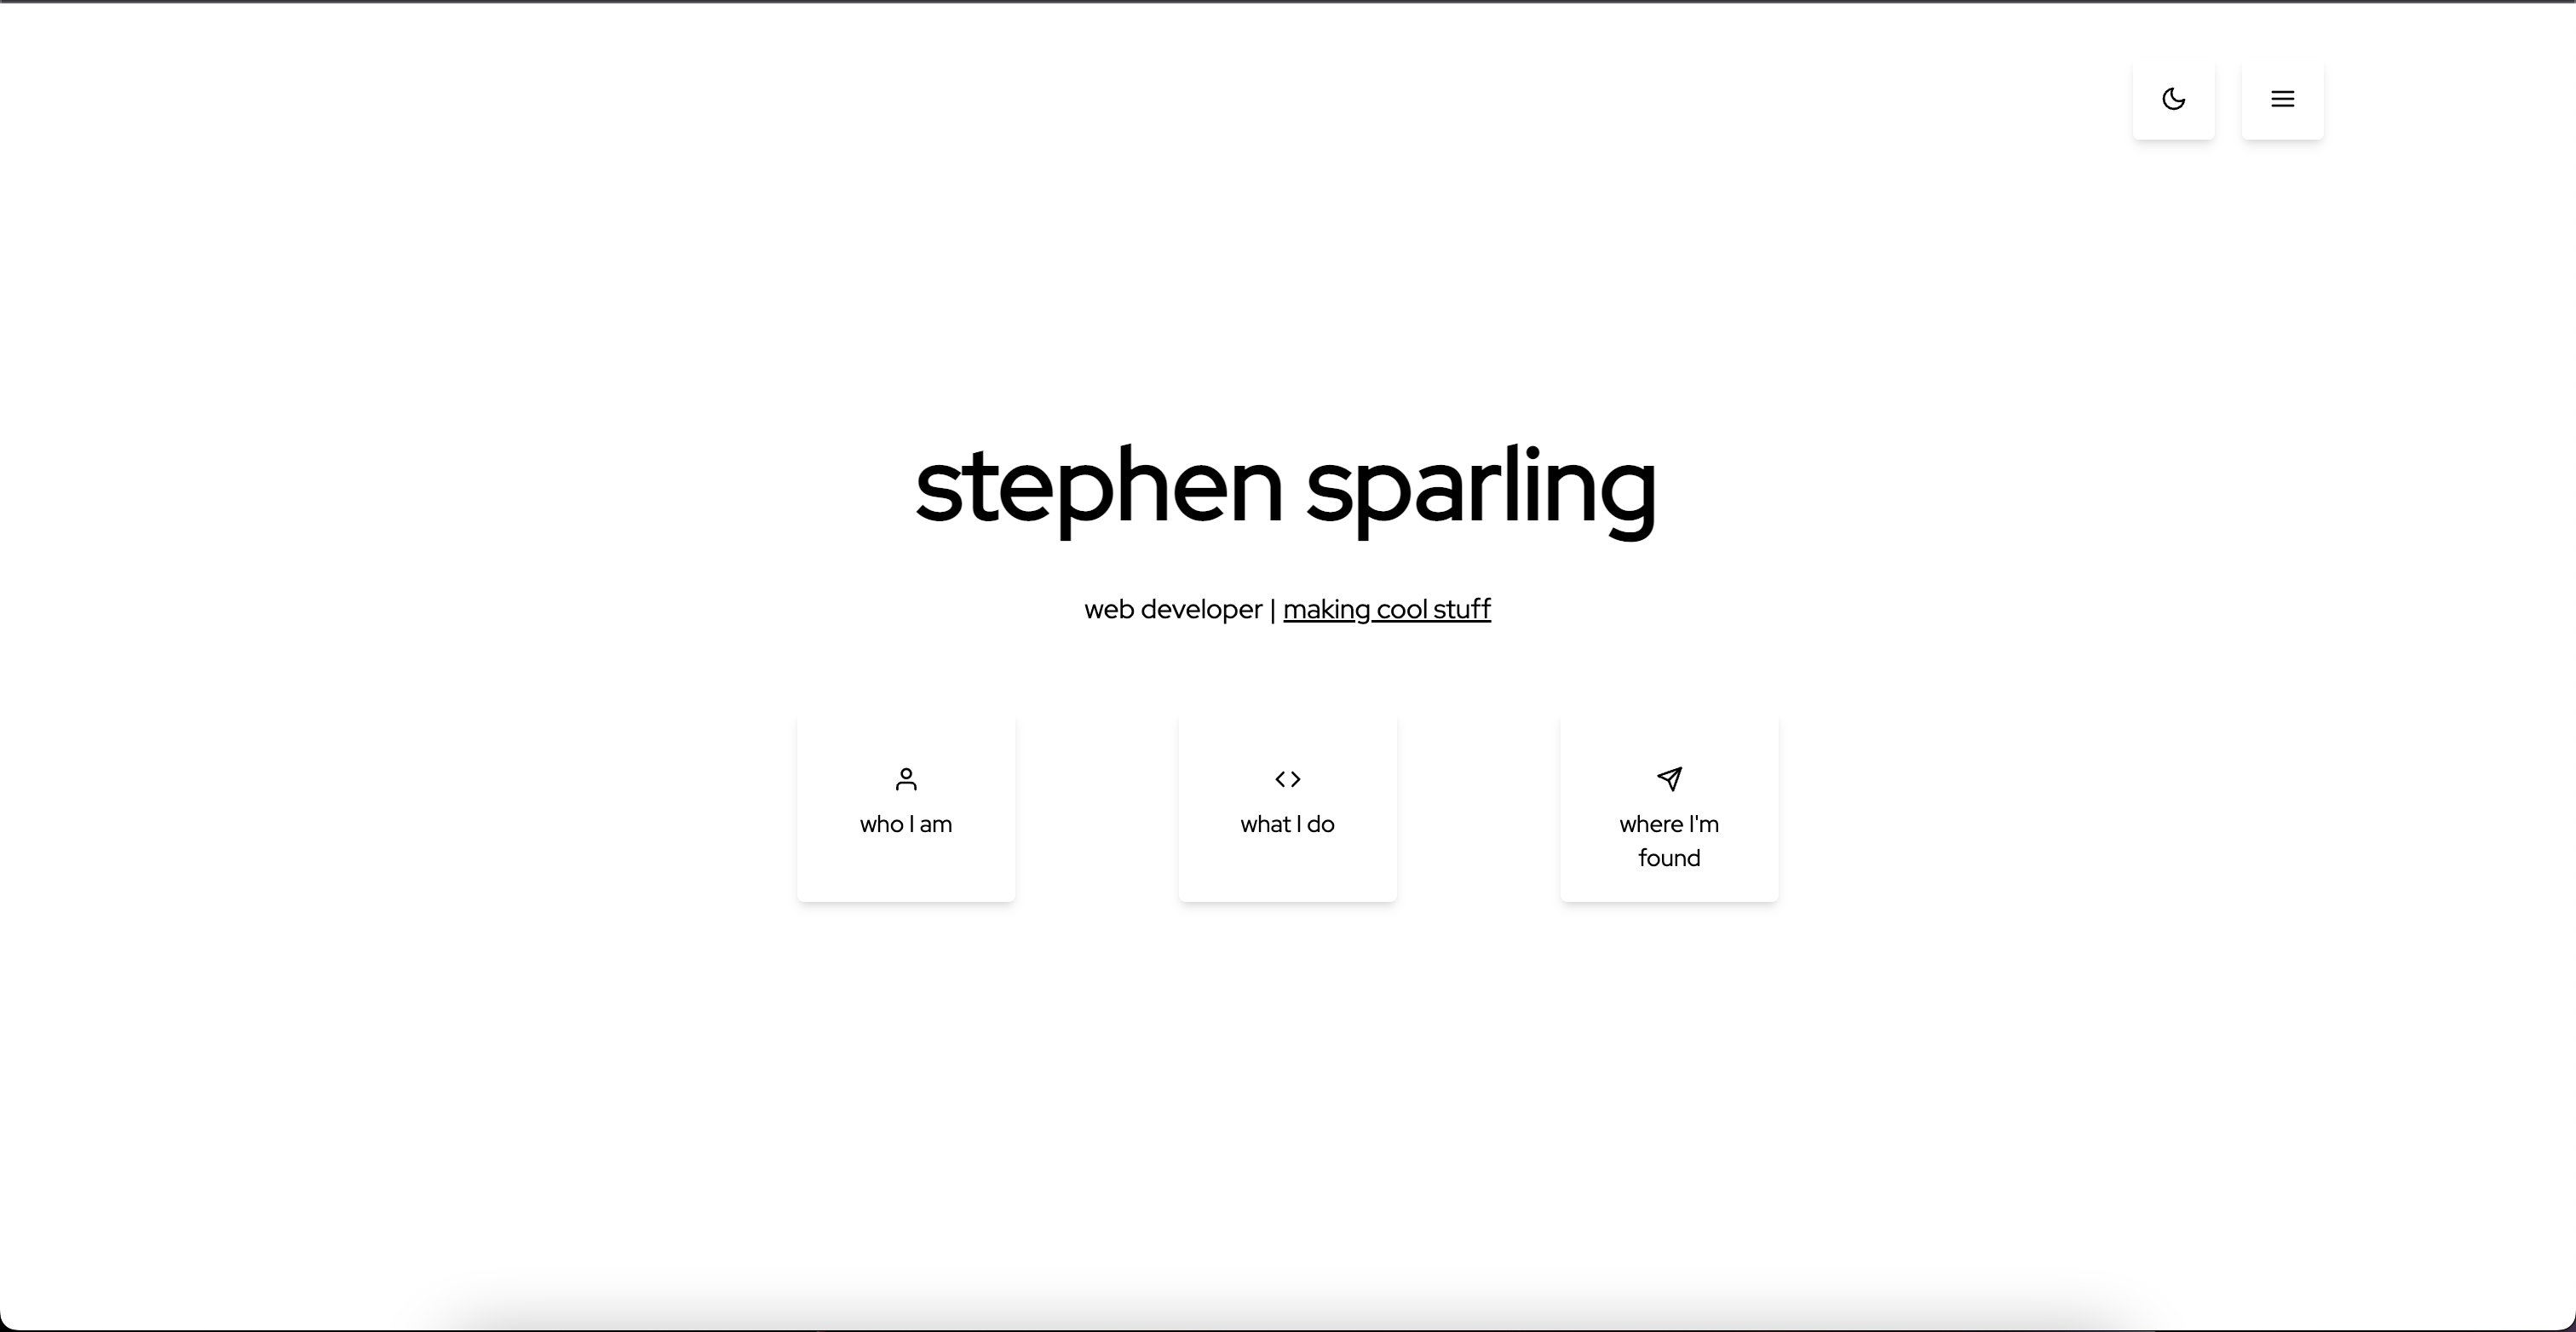 stephen sparling
web developer | making cool stuff
who I am
what I do
where I'm
found